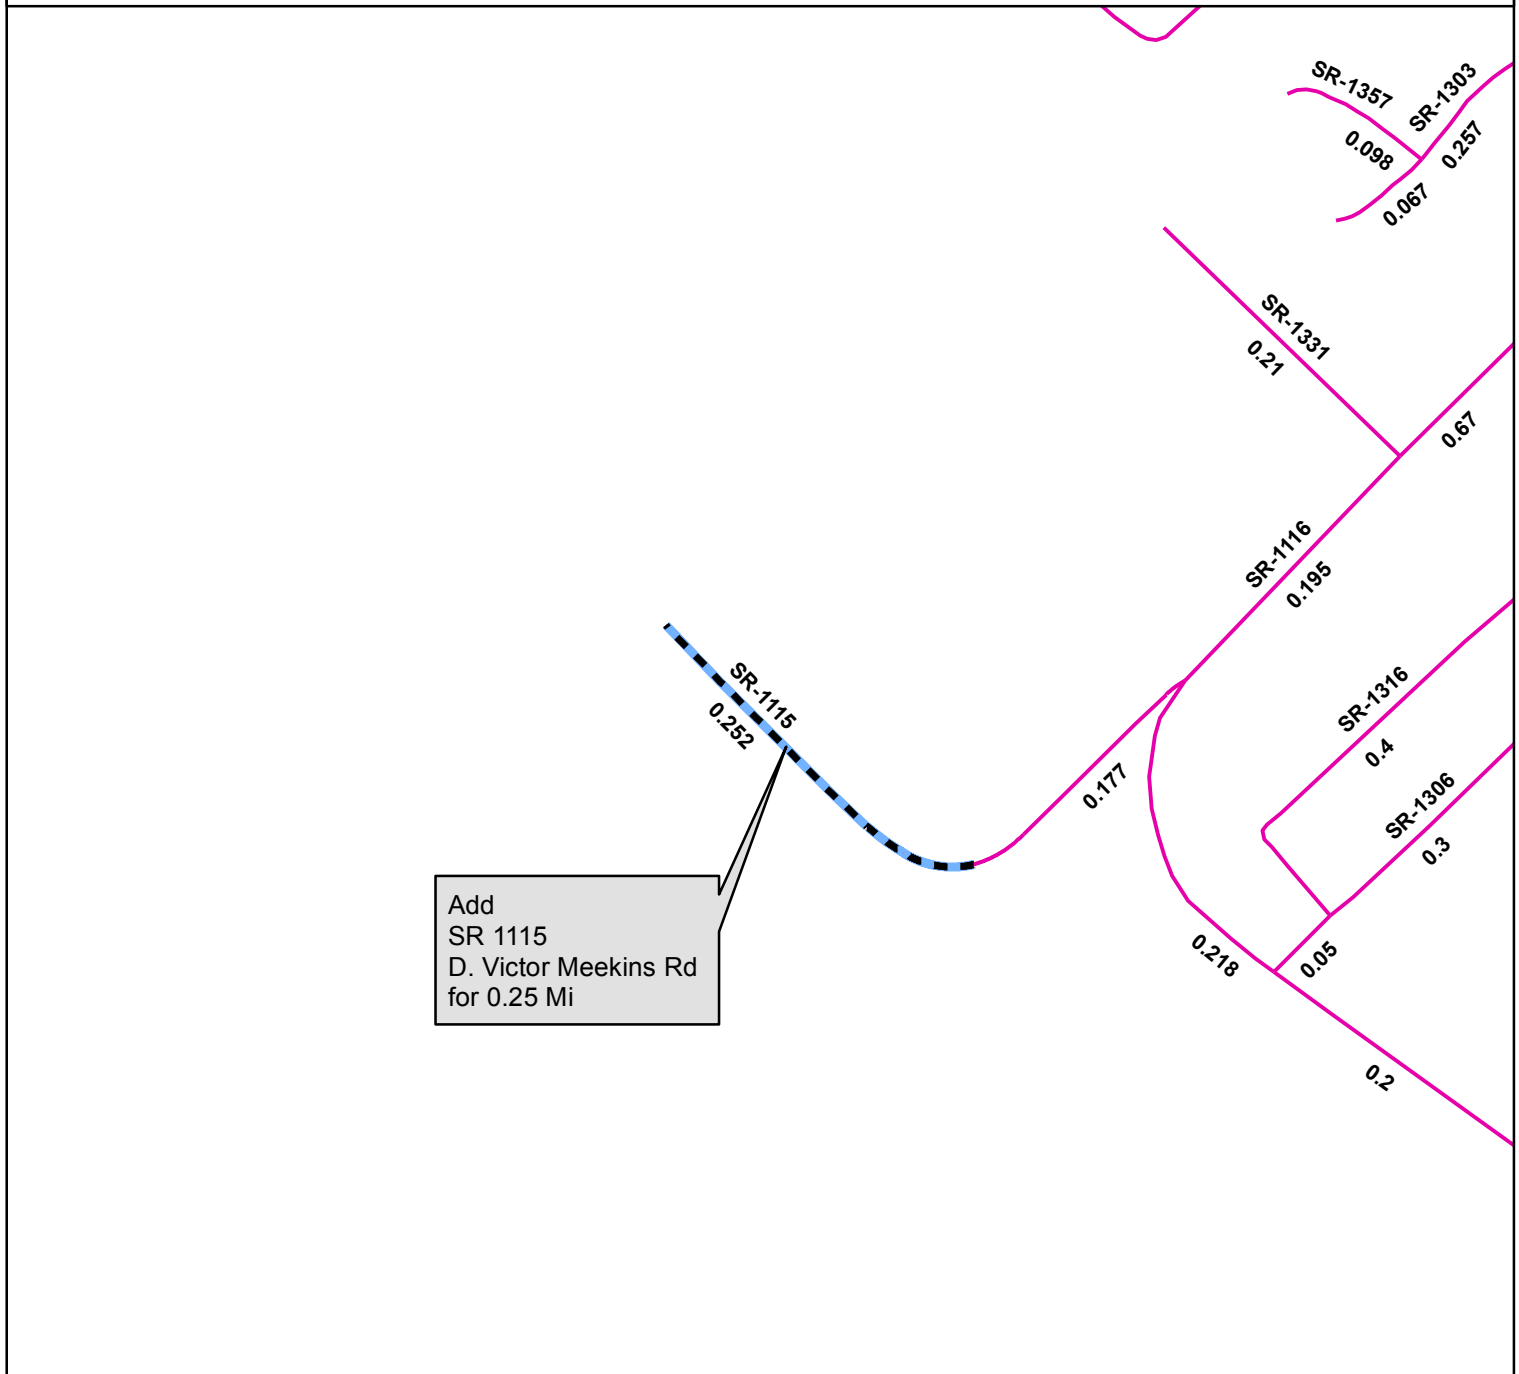 SR-1357
SR-1303
0.098
0.257
0.067
SR-1331
0.21
0.67
SR-1116
0.195
SR-1115
0.252
SR-1316
0.4
0.177
SR-1306
0.3
Add
SR 1115
D. Victor Meekins Rd
for 0.25 Mi
0.218
0.05
0.2